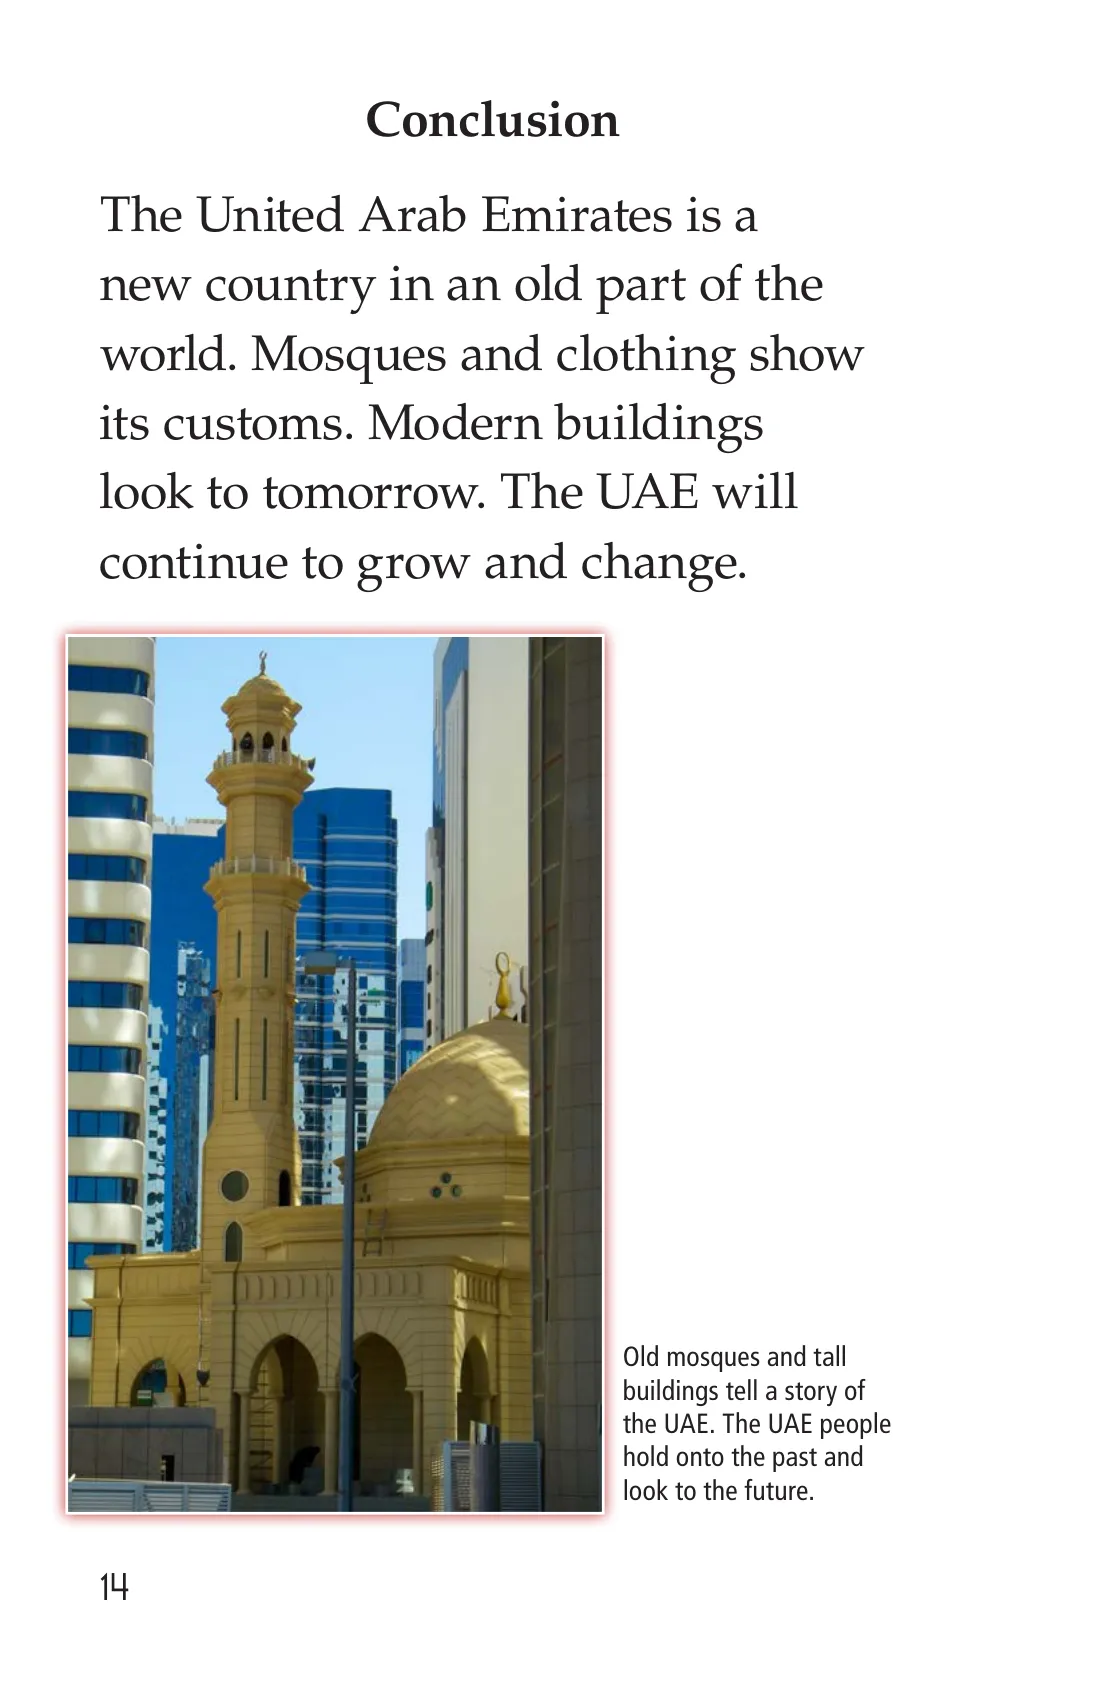 Conclusion
The United Arab Emirates is a
new country in an old part of the
world. Mosques and clothing show
its customs. Modern buildings
look to tomorrow. The UAE will
continue to grow and change.
Old mosques and tall
buildings tell a story of
the UAE. The UAE people
hold onto the past and
look to the future.
14